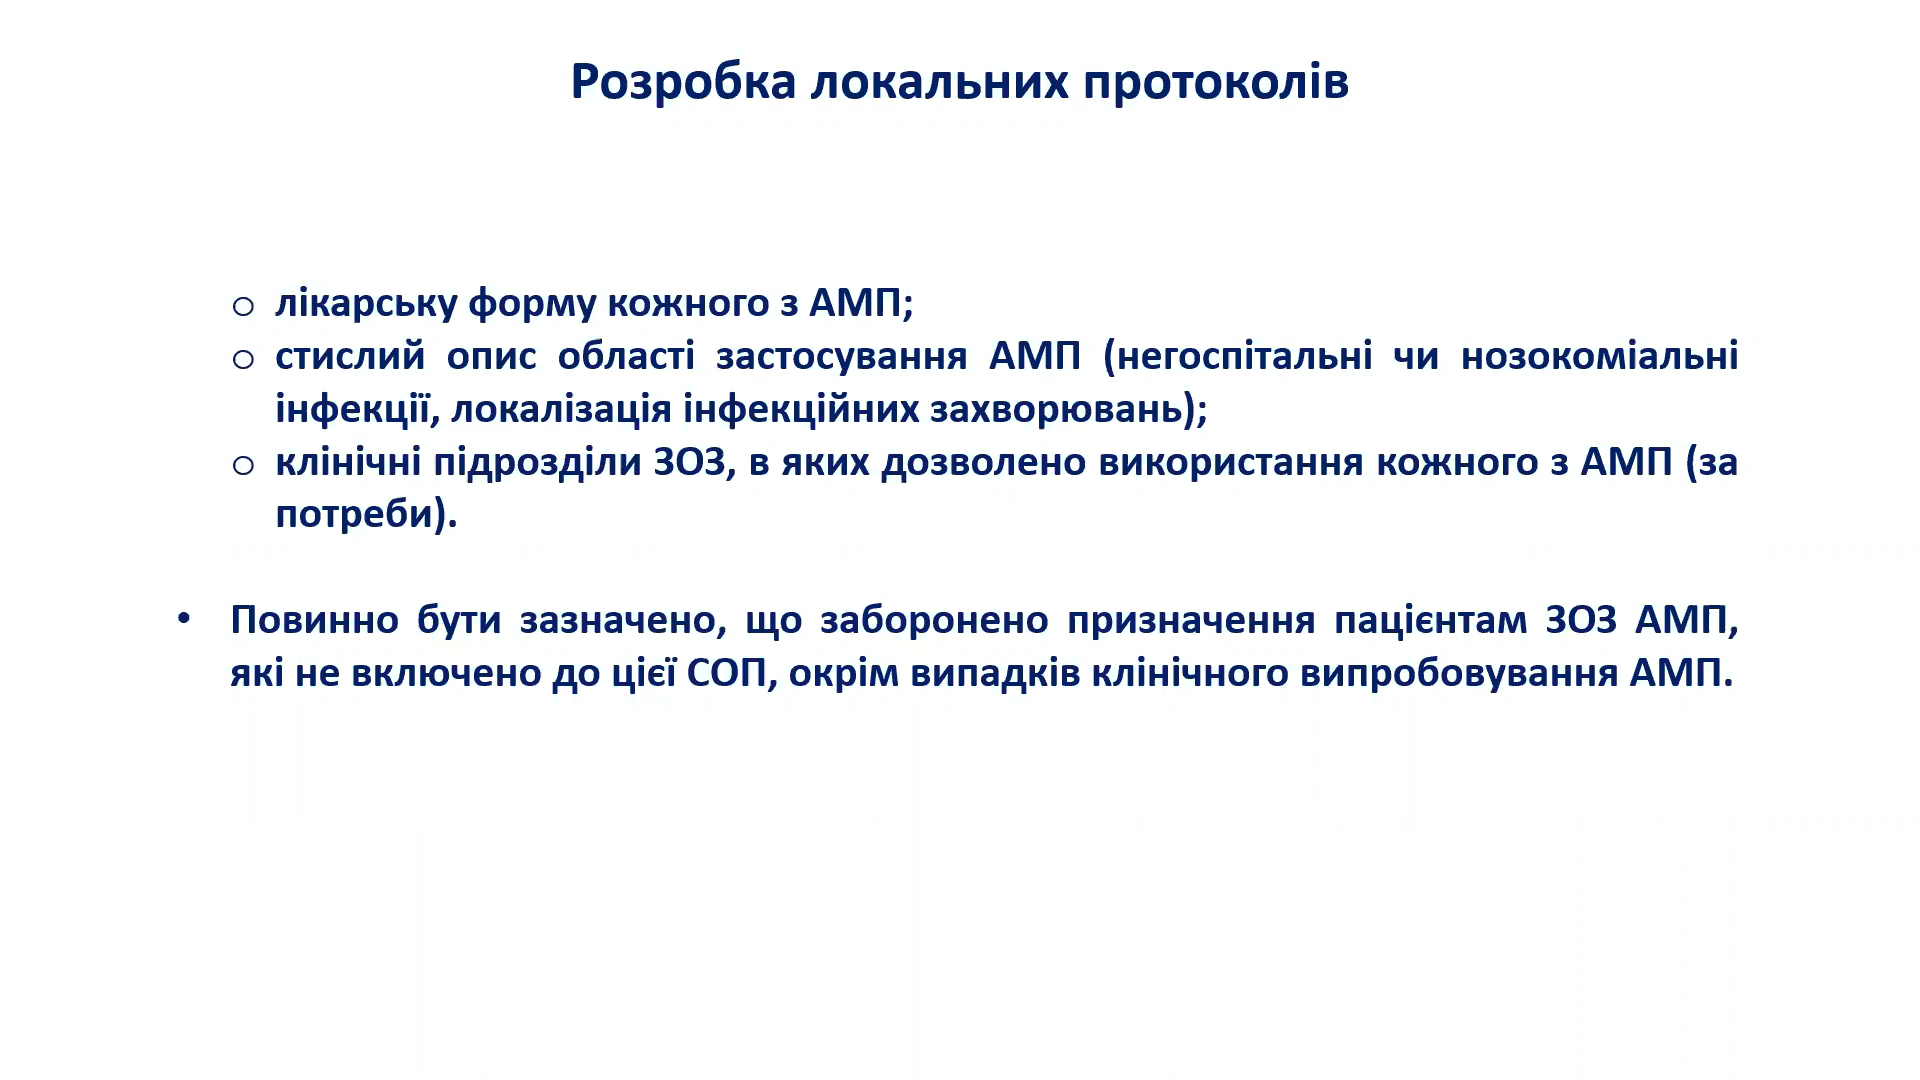 Розробка локальних протоколів
o лікарську форму кожного з АМП;
o стислий опис області застосування АМП (негоспітальні чи нозокоміальні
інфекції, локалізація інфекційних захворювань);
o клінічні підрозділи ЗОЗ, в яких дозволено використання кожного з АМП (за
потреби).
• Повинно бути зазначено, що заборонено призначення пацієнтам ЗОЗ АМП,
які не включено до цієї СОП, окрім випадків клінічного випробовування АМП.